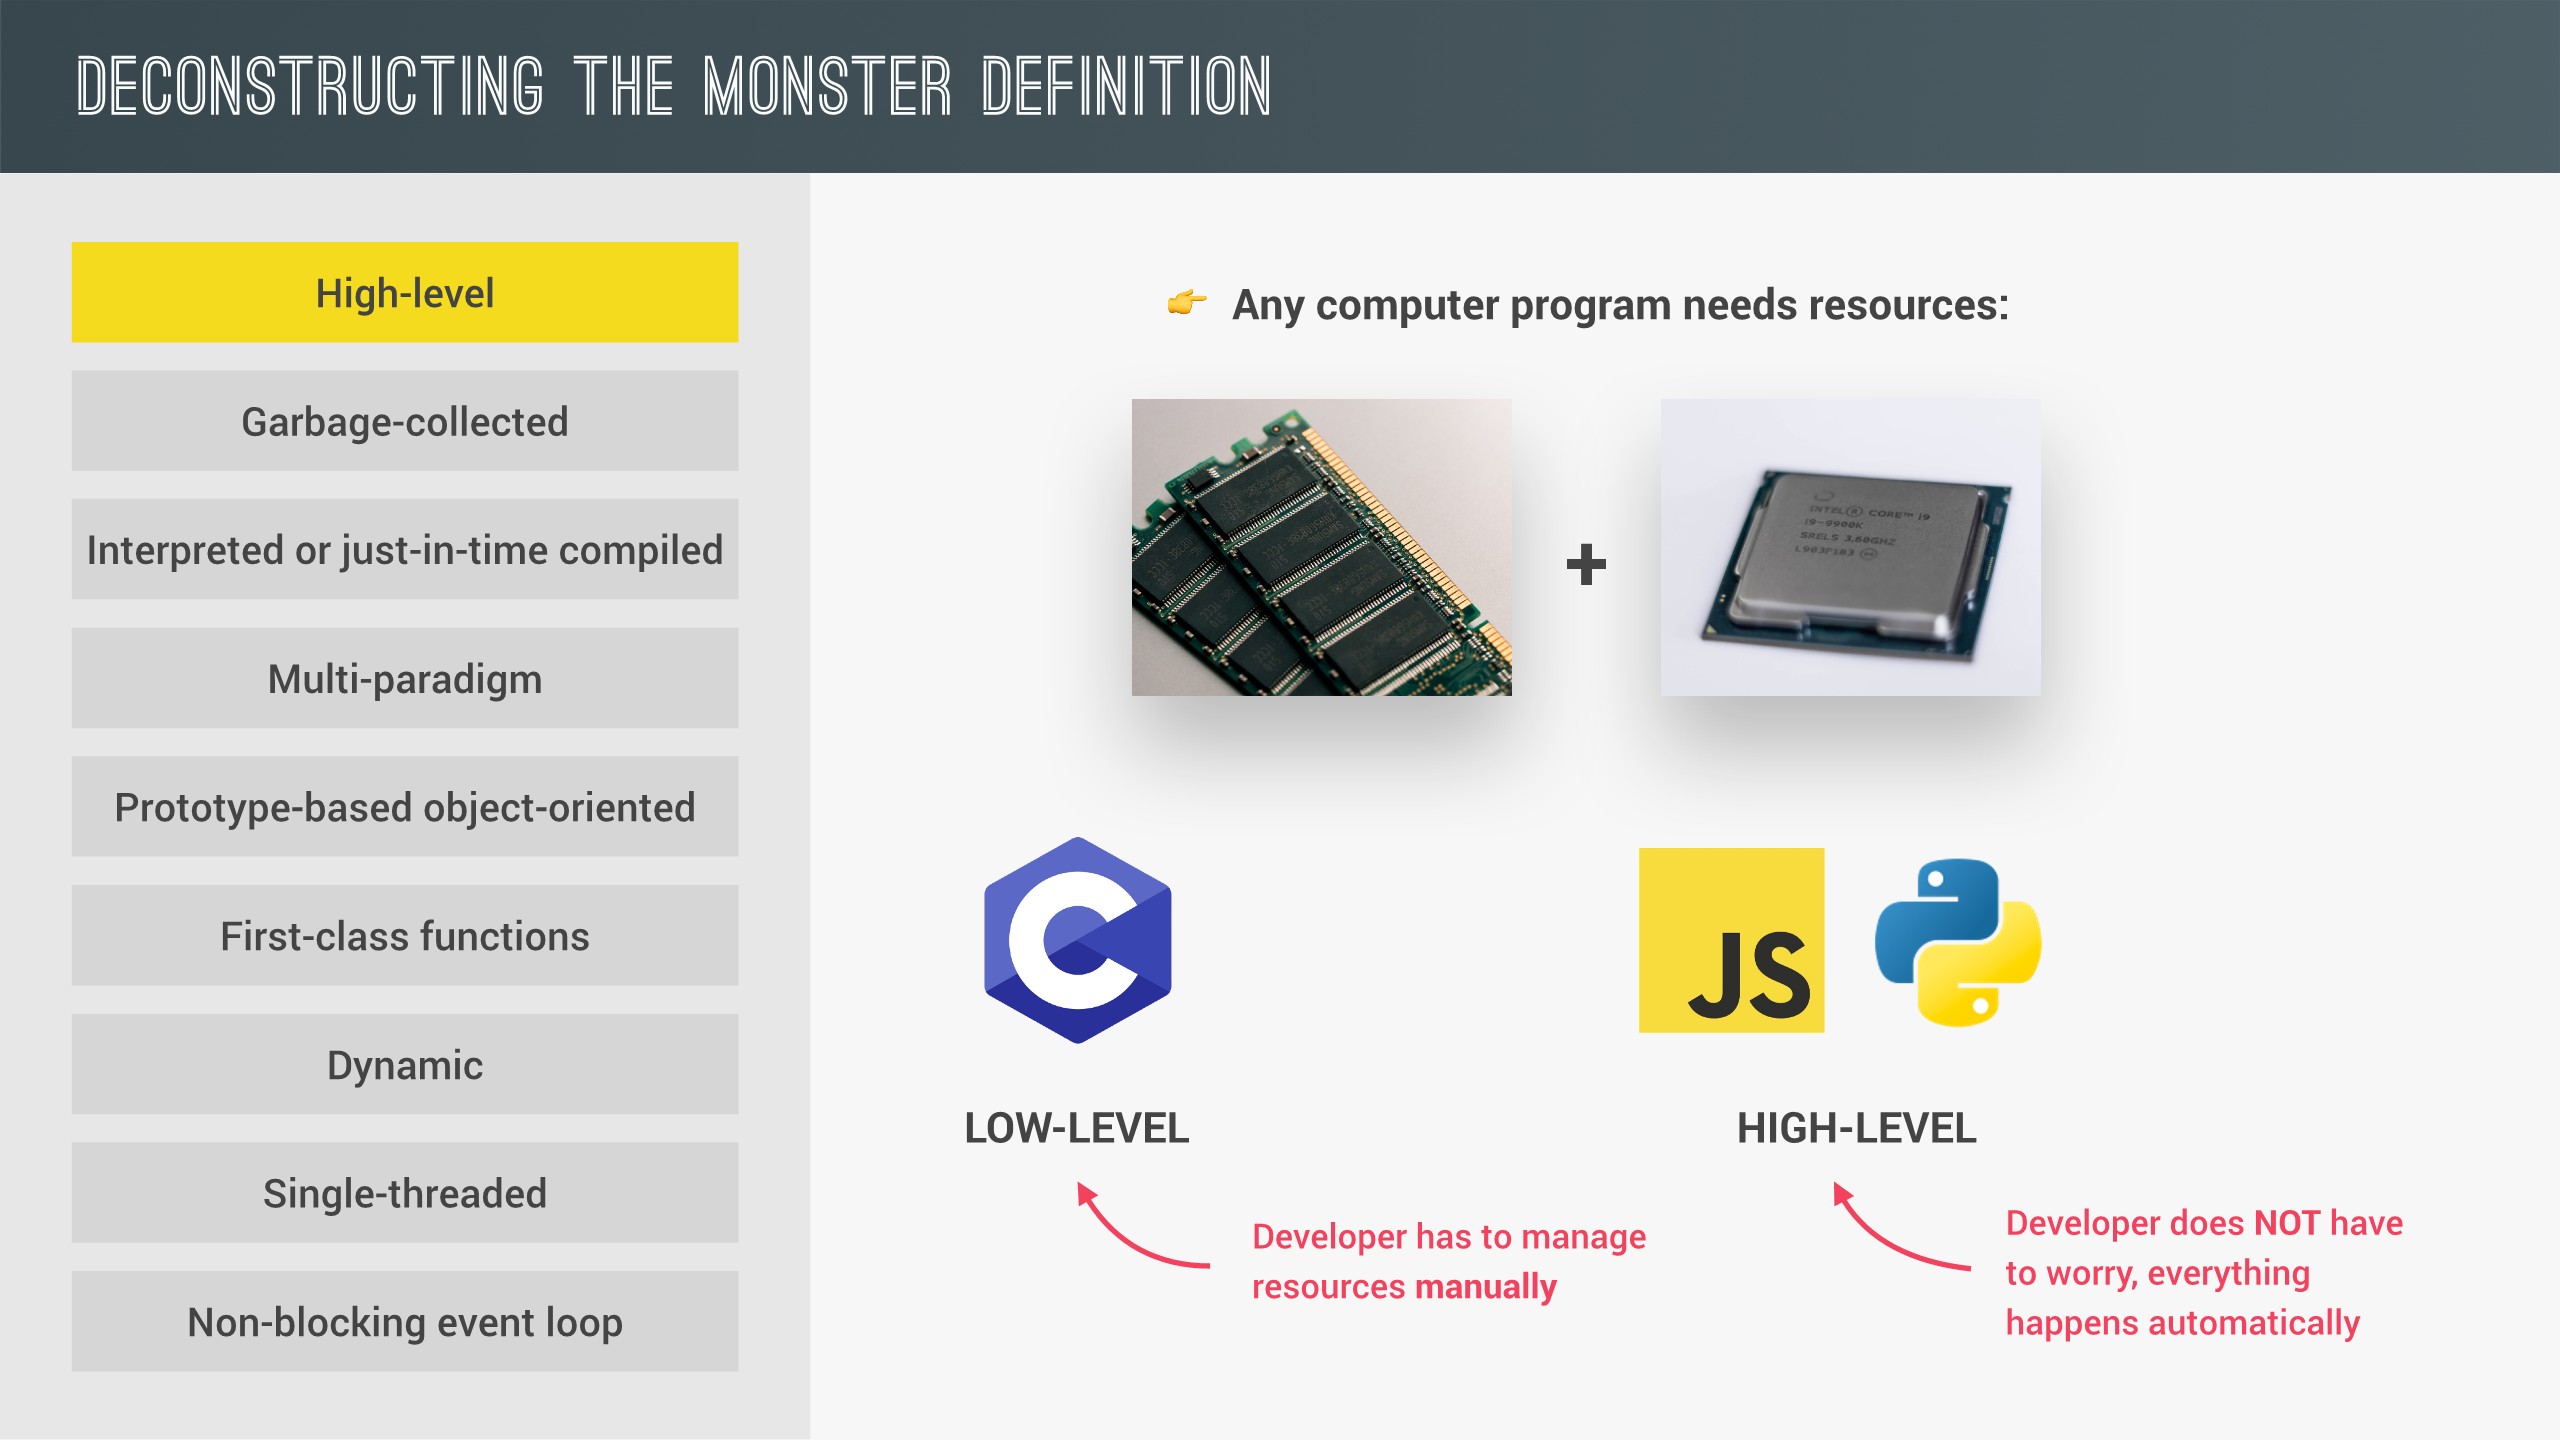 DECONSTRUCTING THE MONSTER DEFINITION
High-level
Garbage-collected
Interpreted or just-in-time compiled
Multi-paradigm
Prototype-based object-oriented
First-class functions
Dynamic
Single-threaded
Non-blocking event loop
👉 Any computer program needs resources:
INTEL® CORE™ i9
i9-9900K
SRELS 3.60GHZ
+
JS
LOW-LEVEL
HIGH-LEVEL
Developer has to manage
resources manually
Developer does NOT have
to worry, everything
happens automatically